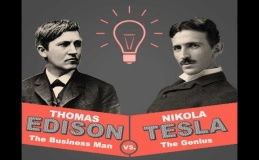 THOMAS
EDISON
The Business Man
vs.
NIKOLA
TESLA
The Genius